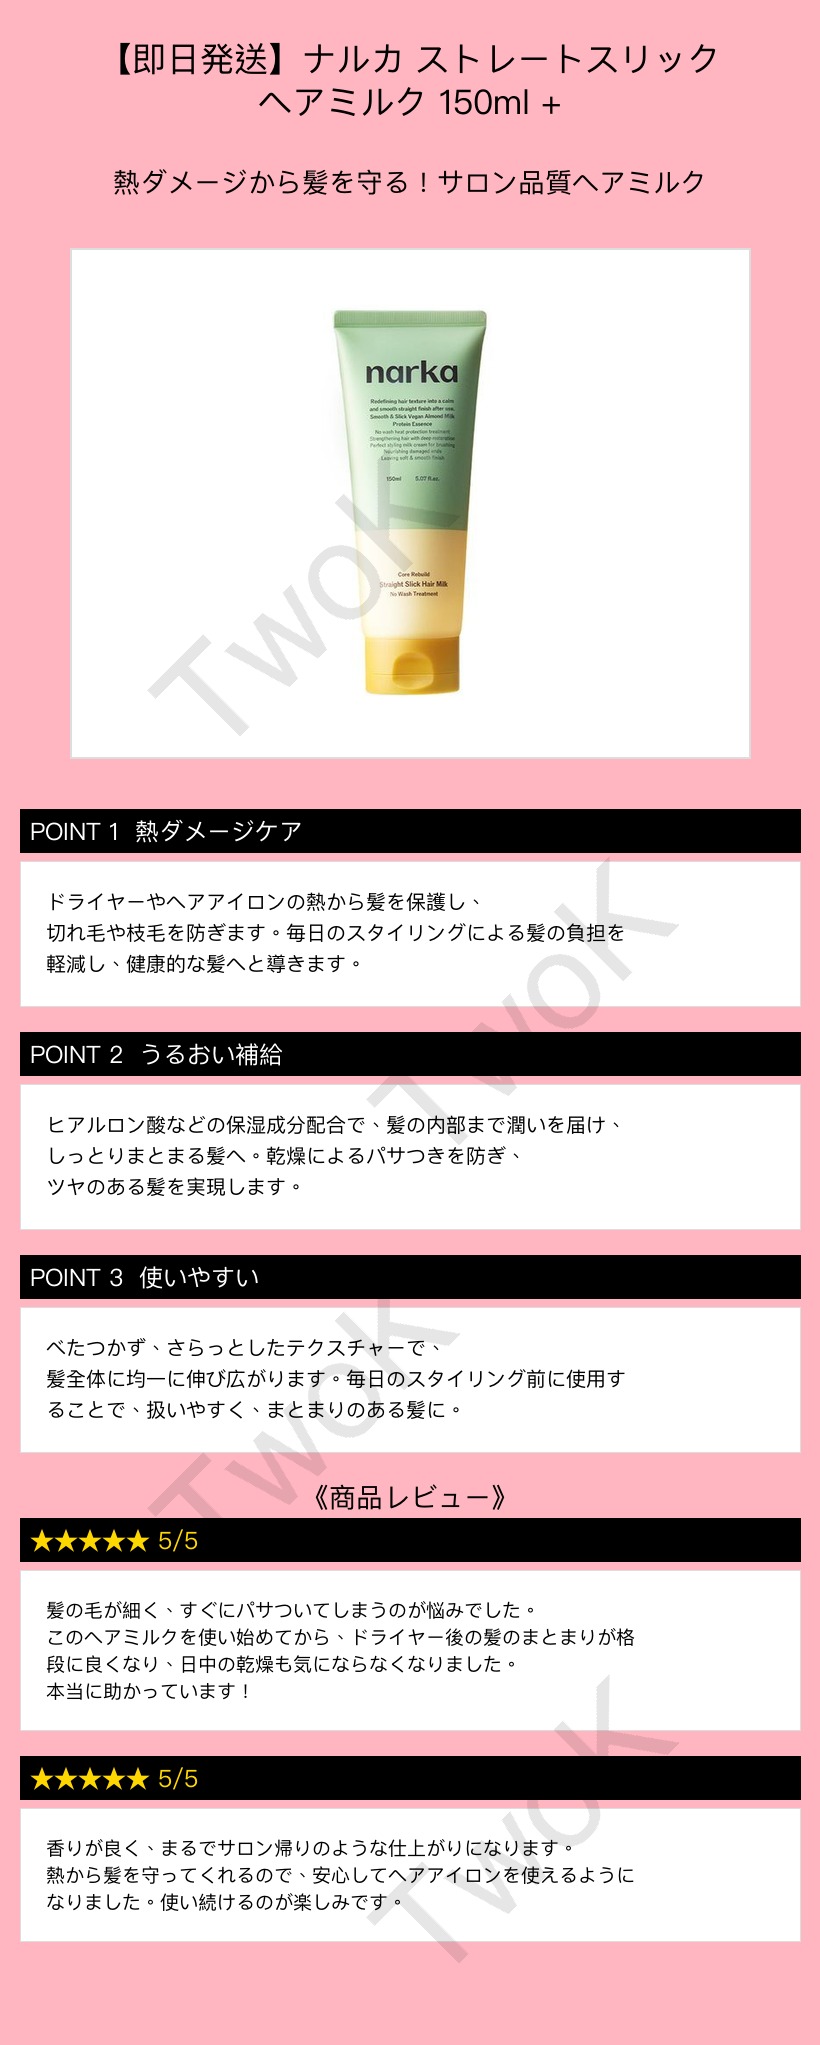 【即日発送】ナルカ ストレートスリック
ヘアミルク 150ml +
熱ダメージから髪を守る！サロン品質ヘアミルク
narka
Redefining hair texture into a calm
and smooth straight finish after use.
Smooth & Slick Vegan Almond Milk
Protein Essence
No wash heat protection treatment
Strengthening hair with deep restoration
Perfect styling milk cream for brushing
Nourishing damaged ends
Leaving soft & smooth finish
150ml 5.07 fl.oz.
Core Rebuild
Straight Slick Hair Milk
No Wash Treatment
TwoK
POINT 1 熱ダメージケア
ドライヤーやヘアアイロンの熱から髪を保護し、
切れ毛や枝毛を防ぎます。毎日のスタイリングによる髪の負担を
軽減し、健康的な髪へと導きます。
TwoK
POINT 2 うるおい補給
ヒアルロン酸などの保湿成分配合で、髪の内部まで潤いを届け、
しっとりまとまる髪へ。乾燥によるパサつきを防ぎ、
ツヤのある髪を実現します。
POINT 3 使いやすい
べたつかず、さらっとしたテクスチャーで、
髪全体に均一に伸び広がります。毎日のスタイリング前に使用す
ることで、扱いやすく、まとまりのある髪に。
TwoK
《商品レビュー》
★★★★★ 5/5
髪の毛が細く、すぐにパサついてしまうのが悩みでした。
このヘアミルクを使い始めてから、ドライヤー後の髪のまとまりが格
段に良くなり、日中の乾燥も気にならなくなりました。
本当に助かっています！
★★★★★ 5/5
香りが良く、まるでサロン帰りのような仕上がりになります。
熱から髪を守ってくれるので、安心してヘアアイロンを使えるように
なりました。使い続けるのが楽しみです。
TwoK